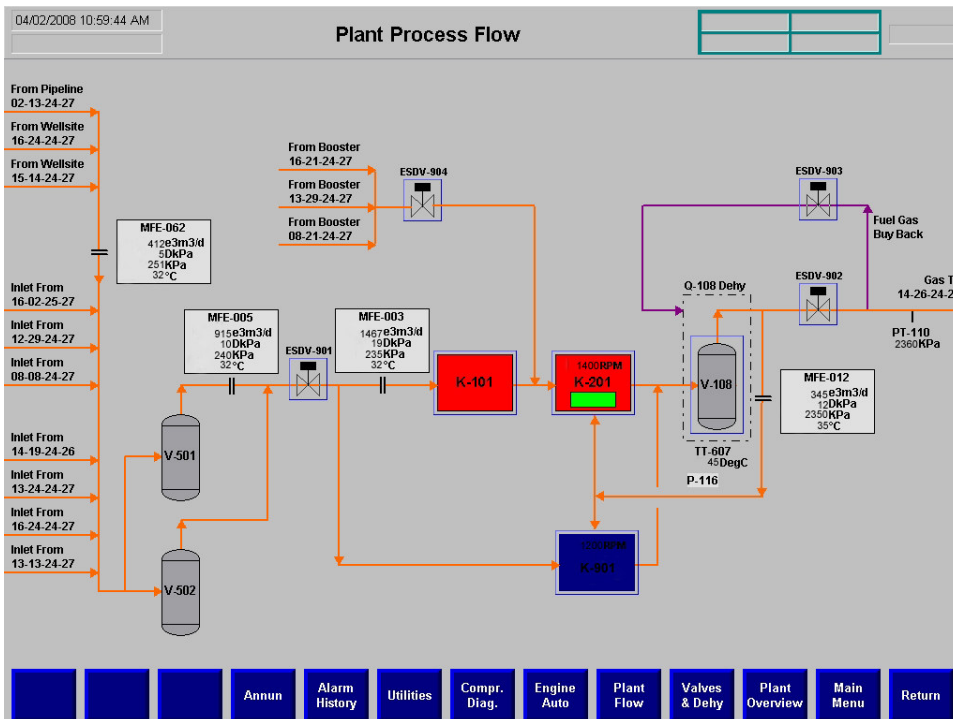 04/02/2008 10:59:44 AM
Plant Process Flow
From Pipeline
02-13-24-27
From Wellsite
16-24-24-27
From Wellsite
15-14-24-27
MFE-062
412e3m3/d
5DkPa
251KPa
32°C
Inlet From
16-02-25-27
Inlet From
12-29-24-27
Inlet From
08-08-24-27
Inlet From
14-19-24-26
Inlet From
13-24-24-27
Inlet From
16-24-24-27
Inlet From
13-13-24-27
From Booster
16-21-24-27
From Booster
13-29-24-27
From Booster
08-21-24-27
ESDV-904
ESDV-903
Fuel Gas
Buy Back
MFE-005
915e3m3/d
10DkPa
240KPa
32°C
ESDV-901
MFE-003
1467e3m3/d
19DkPa
235KPa
32°C
Q-108 Dehy
ESDV-902
Gas T
14-26-24-2
PT-110
2360KPa
K-101
1400RPM
K-201
V-108
MFE-012
345e3m3/d
12DkPa
2350KPa
35°C
TT-607
45DegC
P-116
V-501
V-502
1200RPM
K-901
Annun
Alarm
History
Utilities
Compr.
Diag.
Engine
Auto
Plant
Flow
Valves
& Dehy
Plant
Overview
Main
Menu
Return